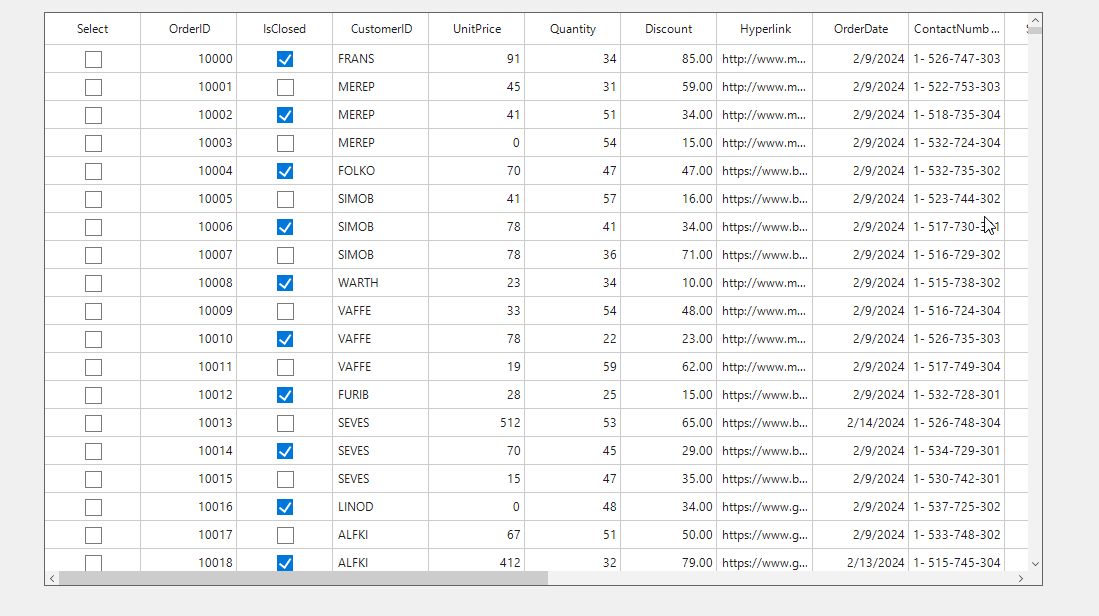 Select OrderID IsClosed CustomerID UnitPrice Quantity Discount Hyperlink OrderDate ContactNumb...
10000 FRANS 91 34 85.00 http://www.m... 2/9/2024 1- 526-747-303
10001 MEREP 45 31 59.00 http://www.m... 2/9/2024 1- 522-753-303
10002 MEREP 41 51 34.00 http://www.m... 2/9/2024 1- 518-735-304
10003 MEREP 0 54 15.00 http://www.m... 2/9/2024 1- 532-724-304
10004 FOLKO 70 47 47.00 https://www.b... 2/9/2024 1- 532-735-302
10005 SIMOB 41 57 16.00 https://www.b... 2/9/2024 1- 523-744-302
10006 SIMOB 78 41 34.00 https://www.b... 2/9/2024 1- 517-730-
10007 SIMOB 78 36 71.00 https://www.b... 2/9/2024 1- 516-729-302
10008 WARTH 23 34 10.00 http://www.m... 2/9/2024 1- 515-738-302
10009 VAFFE 33 54 48.00 http://www.m... 2/9/2024 1- 516-724-304
10010 VAFFE 78 22 23.00 http://www.m... 2/9/2024 1- 526-735-303
10011 VAFFE 19 59 62.00 http://www.m... 2/9/2024 1- 517-749-304
10012 FURIB 28 25 15.00 https://www.b... 2/9/2024 1- 532-728-301
10013 SEVES 512 53 65.00 https://www.b... 2/14/2024 1- 526-748-304
10014 SEVES 70 45 29.00 https://www.b... 2/9/2024 1- 534-729-301
10015 SEVES 15 47 35.00 https://www.b... 2/9/2024 1- 530-742-301
10016 LINOD 0 48 34.00 https://www.g... 2/9/2024 1- 537-725-302
10017 ALFKI 67 51 50.00 https://www.g... 2/9/2024 1- 533-748-302
10018 ALFKI 412 32 79.00 https://www.g... 2/13/2024 1- 515-745-304